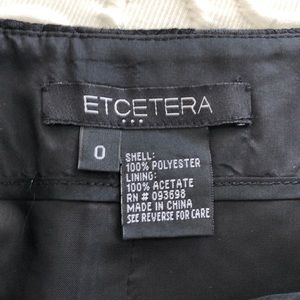 ETCETERA
0
SHELL:
100% POLYESTER
LINING:
100% ACETATE
RN # 093698
MADE IN CHINA
SEE REVERSE FOR CARE